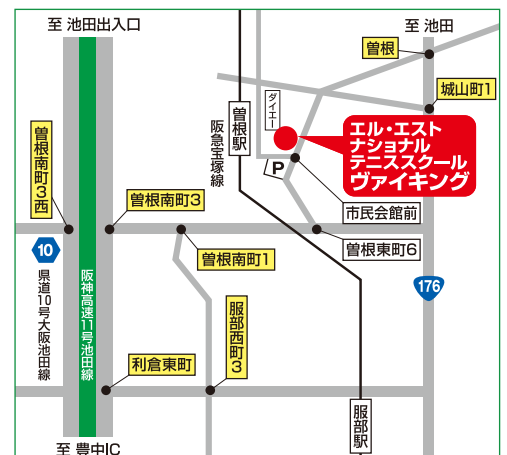 至 池田出入口
至 池田
曽根
城山町1
ダイエー
曽根駅
阪急宝塚線
エル・エスト
ナショナル
テニススクール
ヴァイキング
P
曽根南町3西
曽根南町3
市民会館前
曽根東町6
曽根南町1
10
県道10号大阪池田線
阪神高速11号池田線
176
服部西町3
利倉東町
服部駅
至 豊中IC